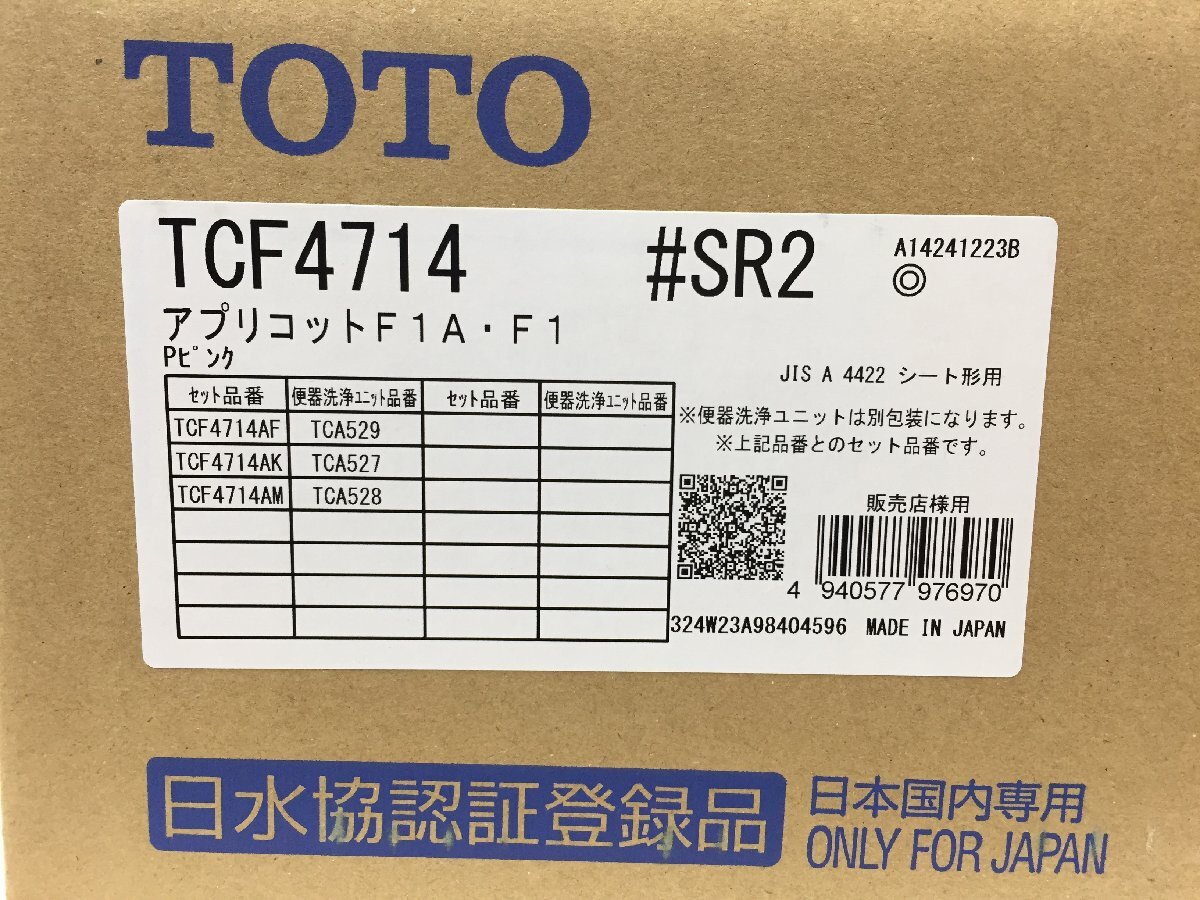 TOTO
TCF4714 #SR2 A14241223B
◎
アプリコットF1A・F1
Pピンク
JIS A 4422 シート形用
セット品番 便器洗浄ユニット品番 セット品番 便器洗浄ユニット品番
TCF4714AF TCA529
TCF4714AK TCA527
TCF4714AM TCA528
※便器洗浄ユニットは別包装になります。
※上記品番とのセット品番です。
販売店様用
4 940577 976970
324W23A98404596 MADE IN JAPAN
日水協認証登録品
日本国内専用
ONLY FOR JAPAN